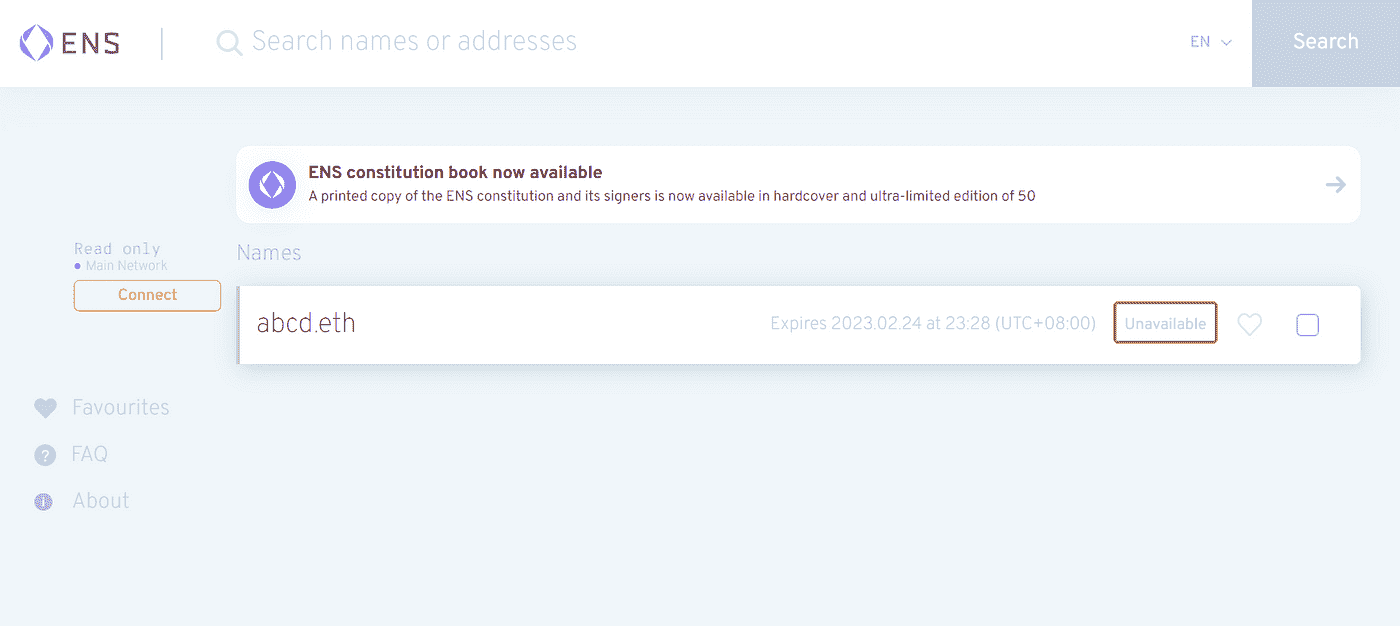 ENS
Search names or addresses
EN
Search
ENS constitution book now available
A printed copy of the ENS constitution and its signers is now available in hardcover and ultra-limited edition of 50
Read only
Main Network
Connect
Names
abcd.eth
Expires 2023.02.24 at 23:28 (UTC+08:00)
Unavailable
Favourites
FAQ
About